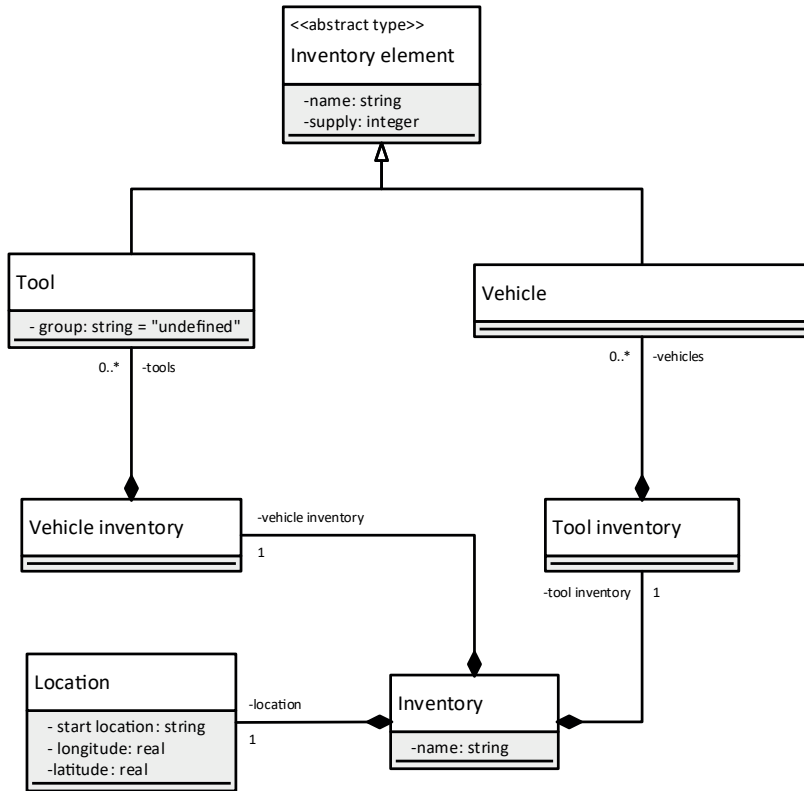 <<abstract type>>
Inventory element
-name: string
-supply: integer
Tool
- group: string = "undefined"
Vehicle
0..*
-tools
0..*
-vehicles
Vehicle inventory
-vehicle inventory
1
Tool inventory
-tool inventory
1
Location
- start location: string
- longitude: real
-latitude: real
-location
1
Inventory
-name: string